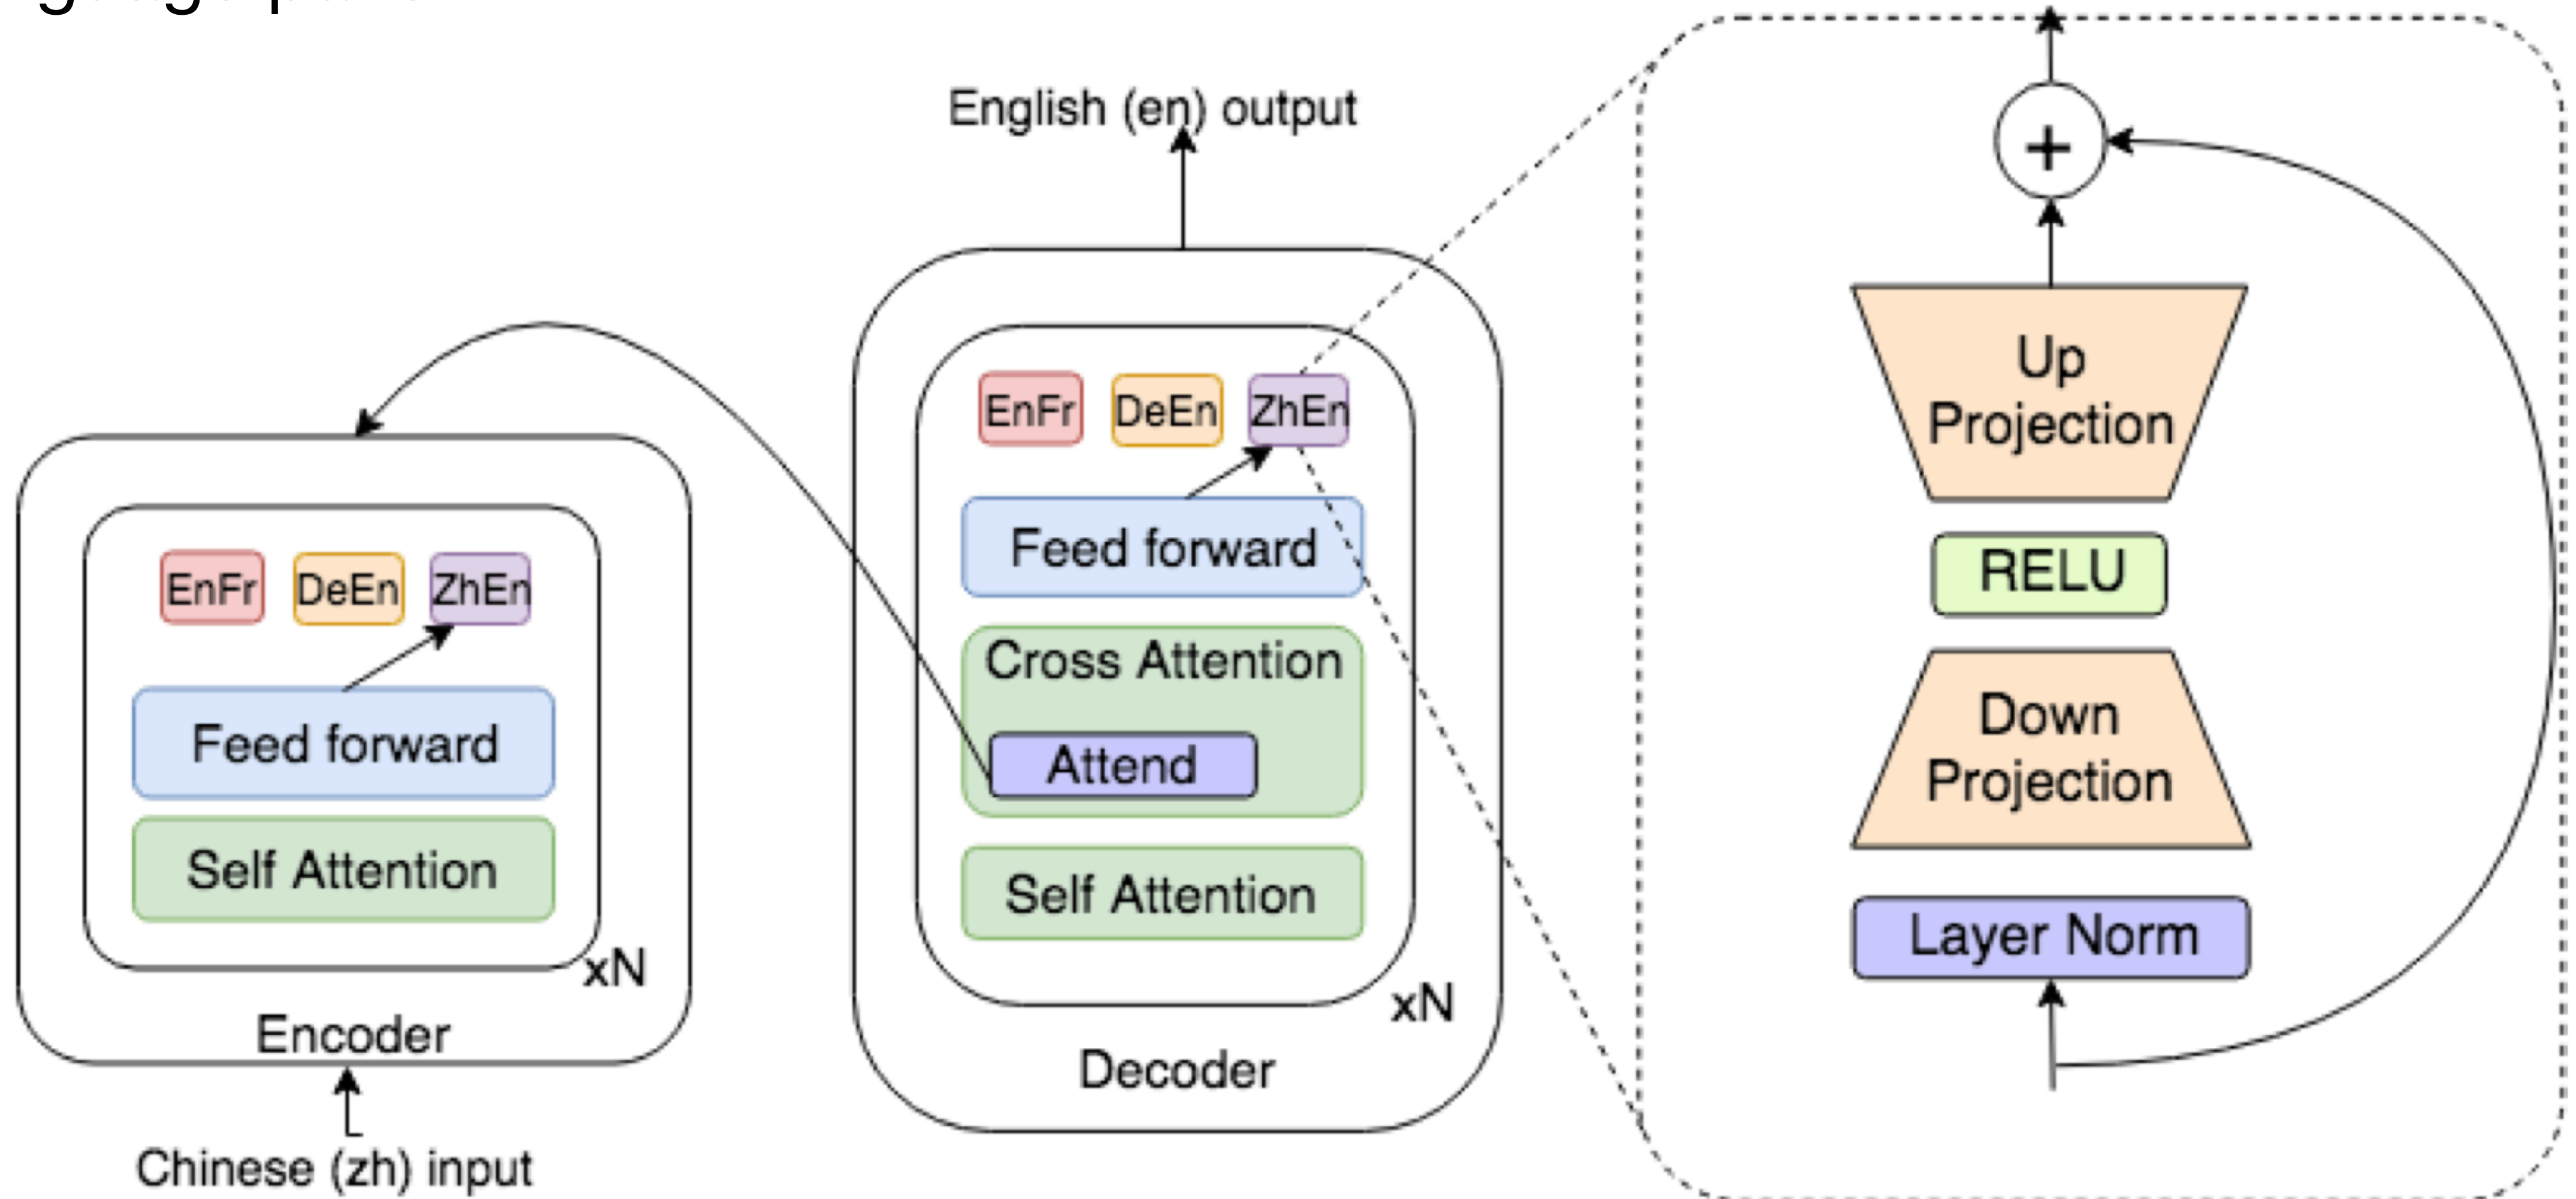 English (en) output
EnFr
DeEn
ZhEn
Feed forward
Self Attention
xN
Encoder
Chinese (zh) input
EnFr
DeEn
ZhEn
Feed forward
Cross Attention
Attend
Self Attention
xN
Decoder
+
Up
Projection
RELU
Down
Projection
Layer Norm